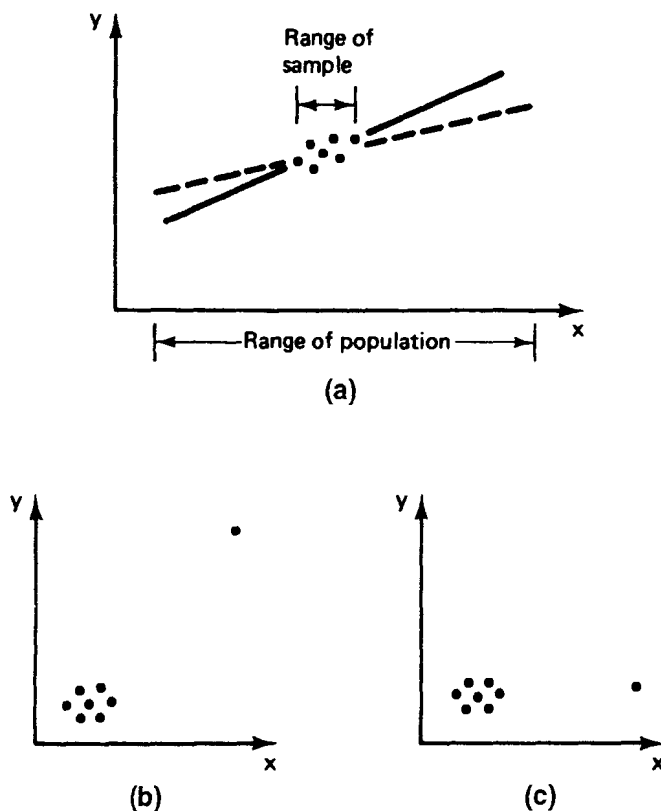 y
Range of
sample
x
Range of population
(a)
y
x
(b)
y
x
(c)